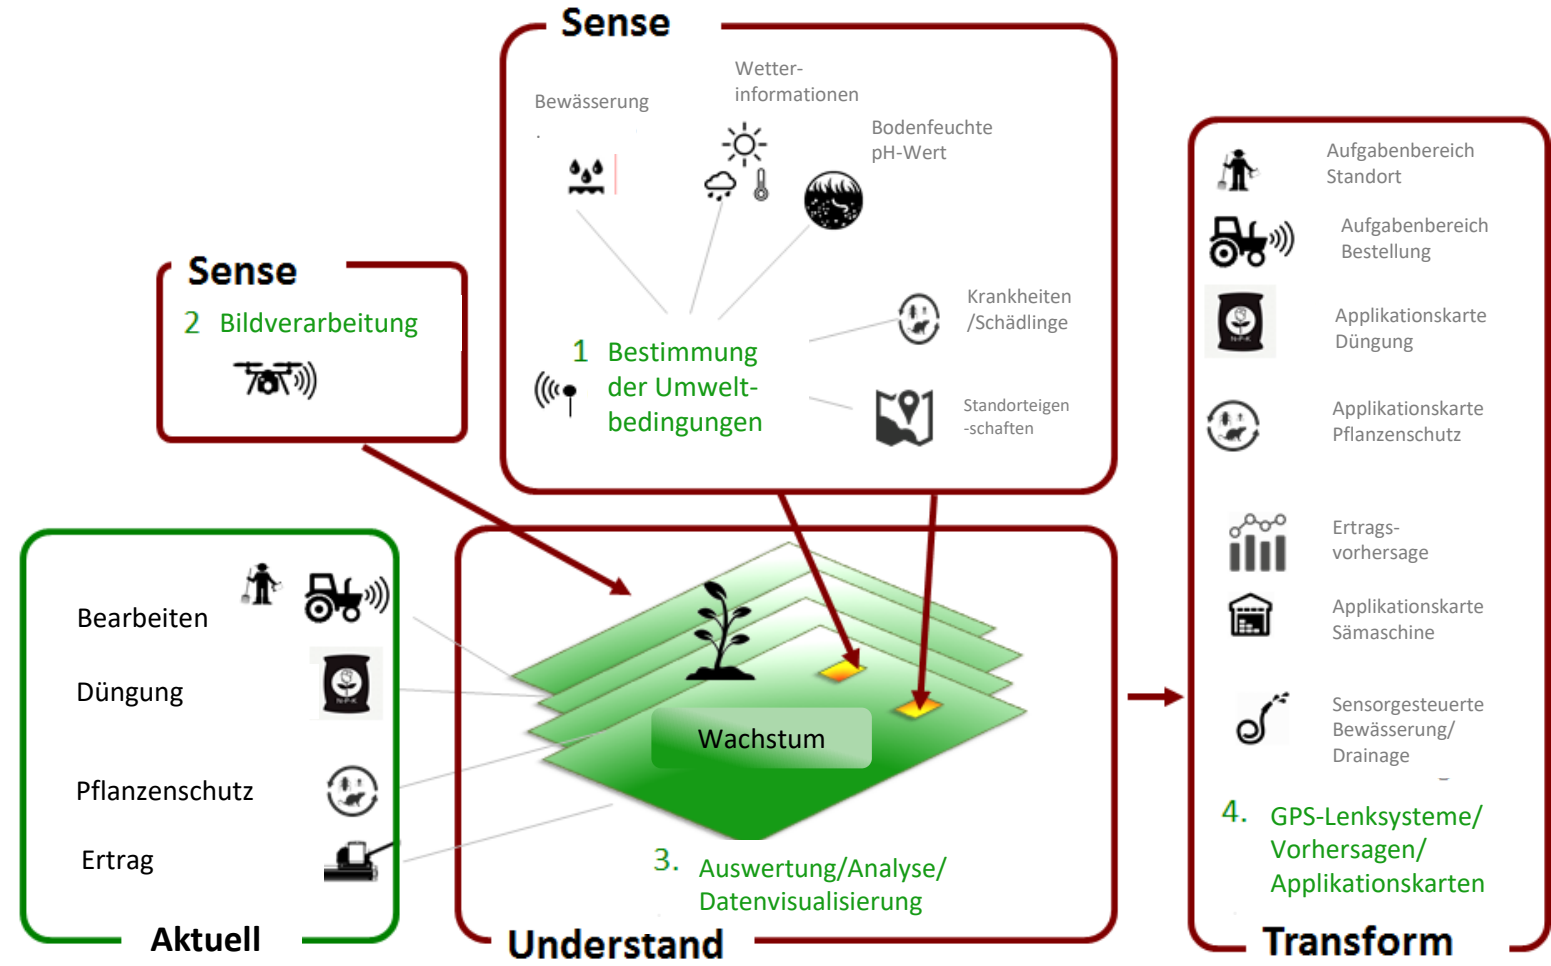 Sense
Bewässerung
Wetter-
informationen
Bodenfeuchte
pH-Wert
Krankheiten
/Schädlinge
Standorteigen
-schaften
1 Bestimmung
der Umwelt-
bedingungen
Sense
2 Bildverarbeitung
Aktuell
Bearbeiten
Düngung
N-P-K
Pflanzenschutz
Ertrag
Understand
Wachstum
3. Auswertung/Analyse/
Datenvisualisierung
Transform
Aufgabenbereich
Standort
Aufgabenbereich
Bestellung
N-P-K
Applikationskarte
Düngung
Applikationskarte
Pflanzenschutz
Ertrags-
vorhersage
Applikationskarte
Sämaschine
Sensorgesteuerte
Bewässerung/
Drainage
4. GPS-Lenksysteme/
Vorhersagen/
Applikationskarten